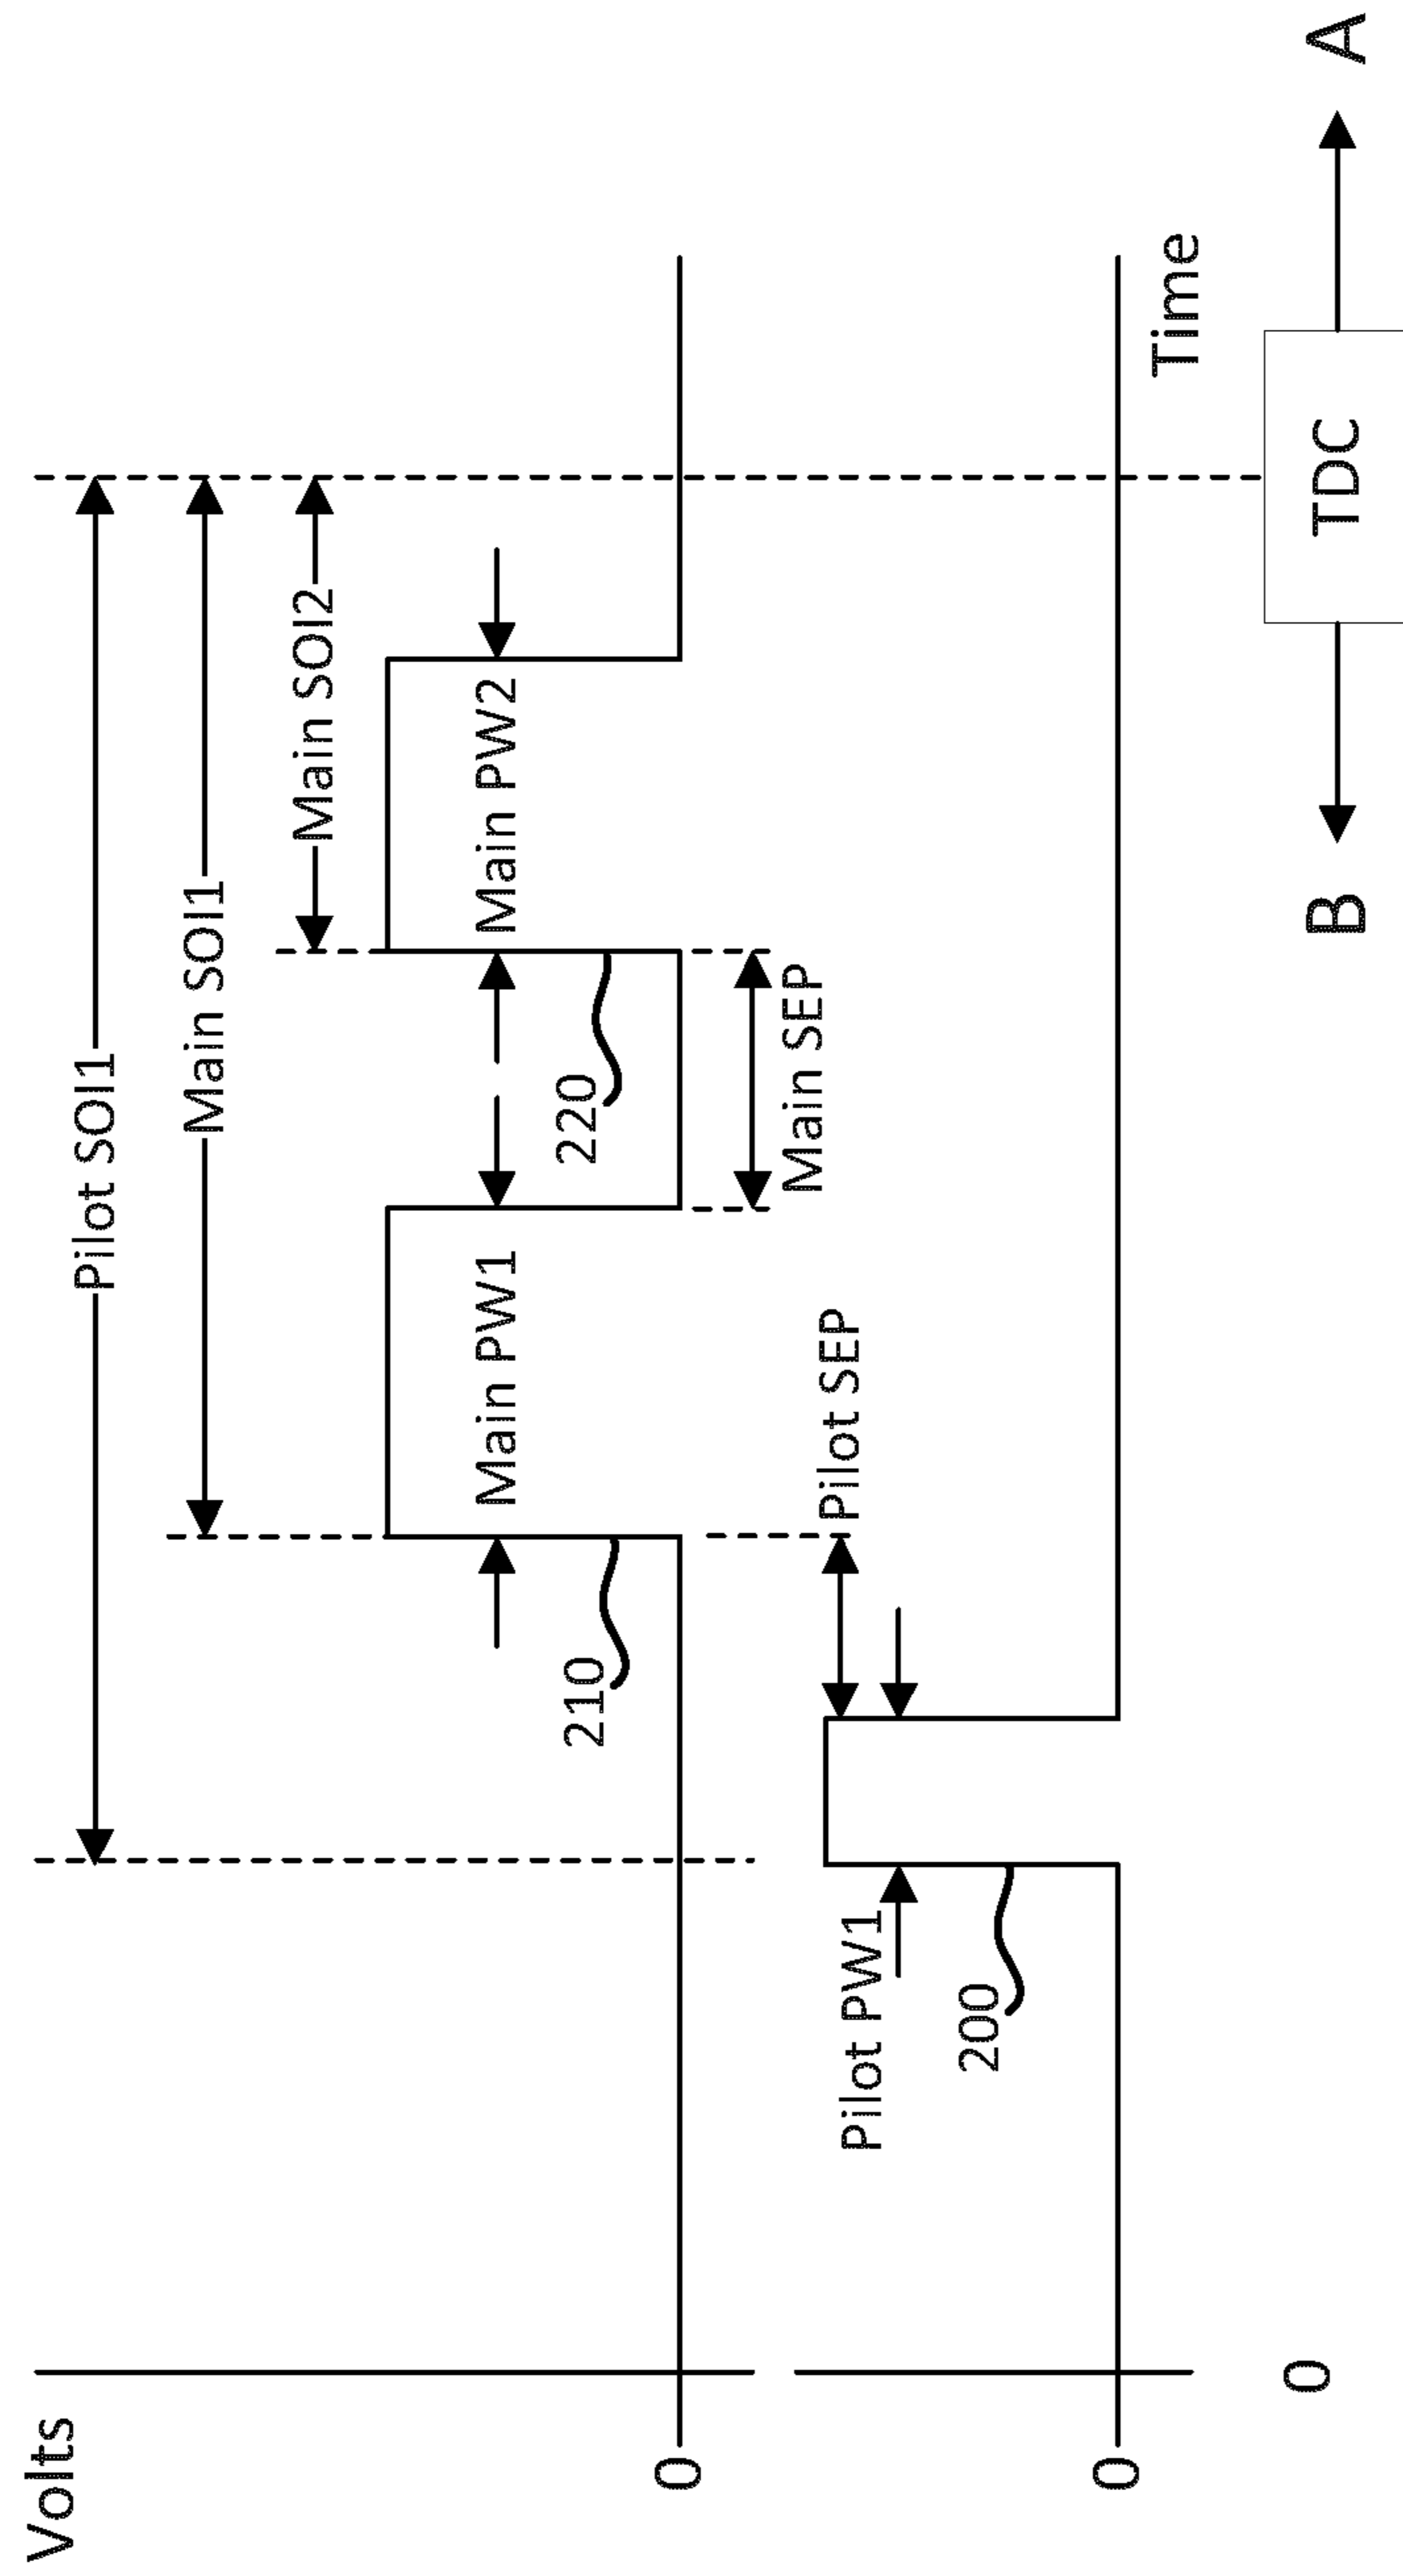 Volts
Pilot SOI1
Main SOI1
Main SOI2
Main PW1
Main PW2
210
220
0
Main SEP
Pilot SEP
Pilot PW1
200
0
Time
0
B
TDC
A